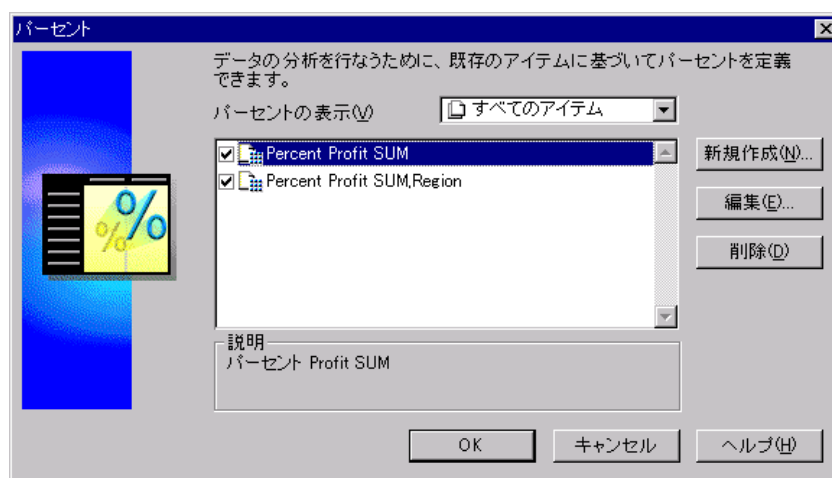 パーセント
データの分析を行なうために、既存のアイテムに基づいてパーセントを定義
できます。
パーセントの表示(V)
すべてのアイテム
Percent Profit SUM
Percent Profit SUM,Region
新規作成(N)...
編集(E)...
削除(D)
説明
パーセント Profit SUM
OK
キャンセル
ヘルプ(H)
%
%